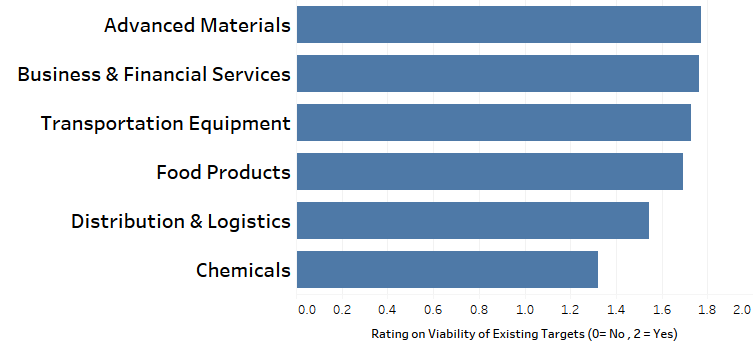 Advanced Materials
Business & Financial Services
Transportation Equipment
Food Products
Distribution & Logistics
Chemicals
0.0 0.2 0.4 0.6 0.8 1.0 1.2 1.4 1.6 1.8 2.0
Rating on Viability of Existing Targets (0= No , 2 = Yes)